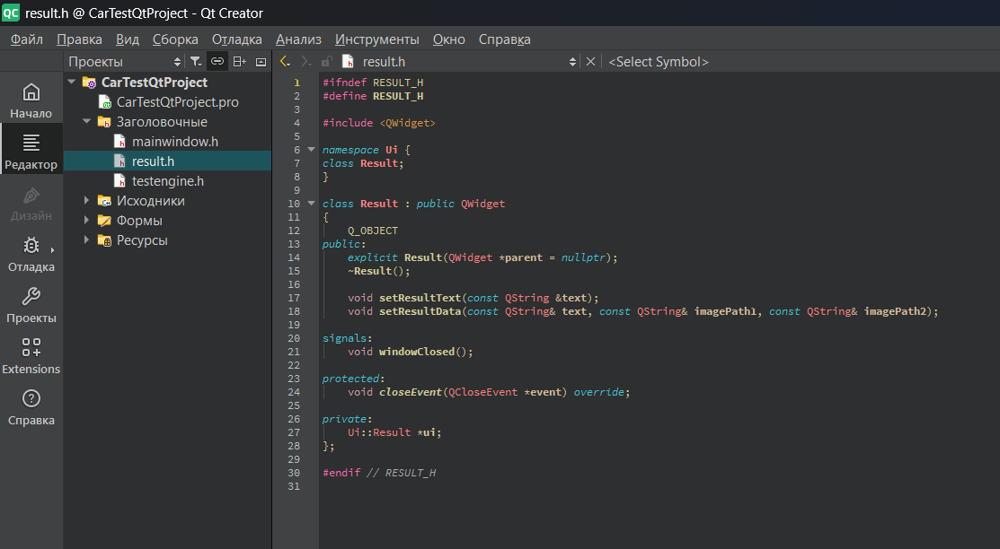 QC result.h @ CarTestQtProject - Qt Creator
Файл Правка Вид Сборка Отладка Анализ Инструменты Окно Справка
Проекты
result.h
<Select Symbol>
Начало
Редактор
Дизайн
Отладка
Проекты
Extensions
Справка
CarTestQtProject
CarTestQtProject.pro
Заголовочные
mainwindow.h
result.h
testengine.h
Исходники
Формы
Ресурсы
1 #ifndef RESULT_H
2 #define RESULT_H
3
4 #include <QWidget>
5
6 namespace Ui {
7 class Result;
8 }
9
10 class Result : public QWidget
11 {
12     Q_OBJECT
13 public:
14     explicit Result(QWidget *parent = nullptr);
15     ~Result();
16
17     void setResultText(const QString &text);
18     void setResultData(const QString& text, const QString& imagePath1, const QString& imagePath2);
19
20 signals:
21     void windowClosed();
22
23 protected:
24     void closeEvent(QCloseEvent *event) override;
25
26 private:
27     Ui::Result *ui;
28 };
29
30 #endif // RESULT_H
31